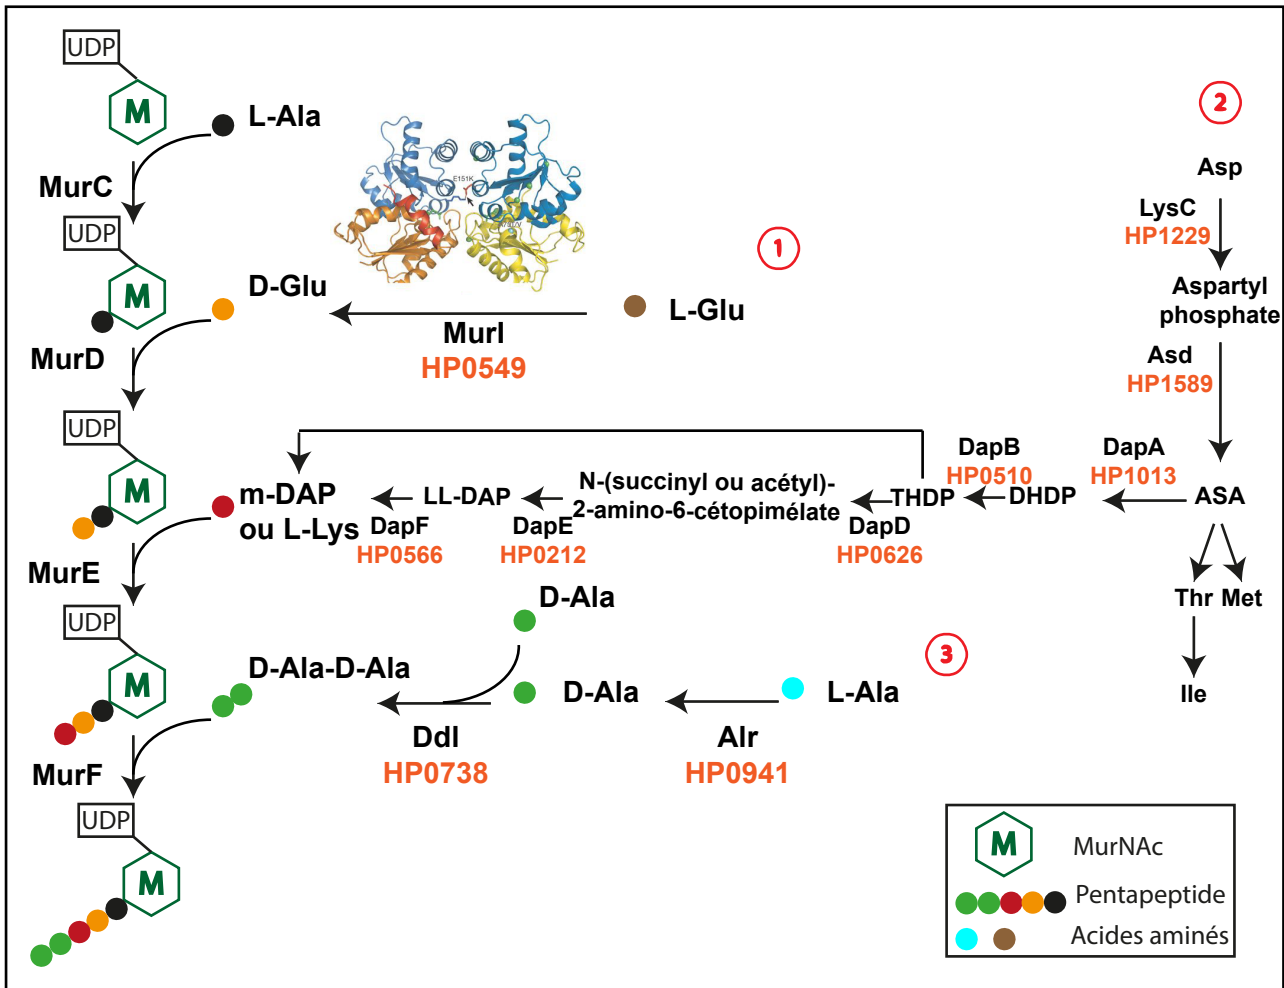 UDP
M
L-Ala
MurC
UDP
M
D-Glu
E151K
1
L-Glu
MurI
HP0549
MurD
2
Asp
LysC
HP1229
Aspartyl
phosphate
Asd
HP1589
UDP
M
m-DAP
ou L-Lys
DapF
HP0566
LL-DAP
DapE
HP0212
N-(succinyl ou acétyl)-
2-amino-6-cétopimélate
DapD
HP0626
THDP
DapB
HP0510
DHDP
DapA
HP1013
ASA
Thr Met
Ile
MurE
UDP
M
D-Ala
D-Ala-D-Ala
Ddl
HP0738
D-Ala
Alr
HP0941
L-Ala
3
MurF
UDP
M
M
MurNAc
Pentapeptide
Acides aminés